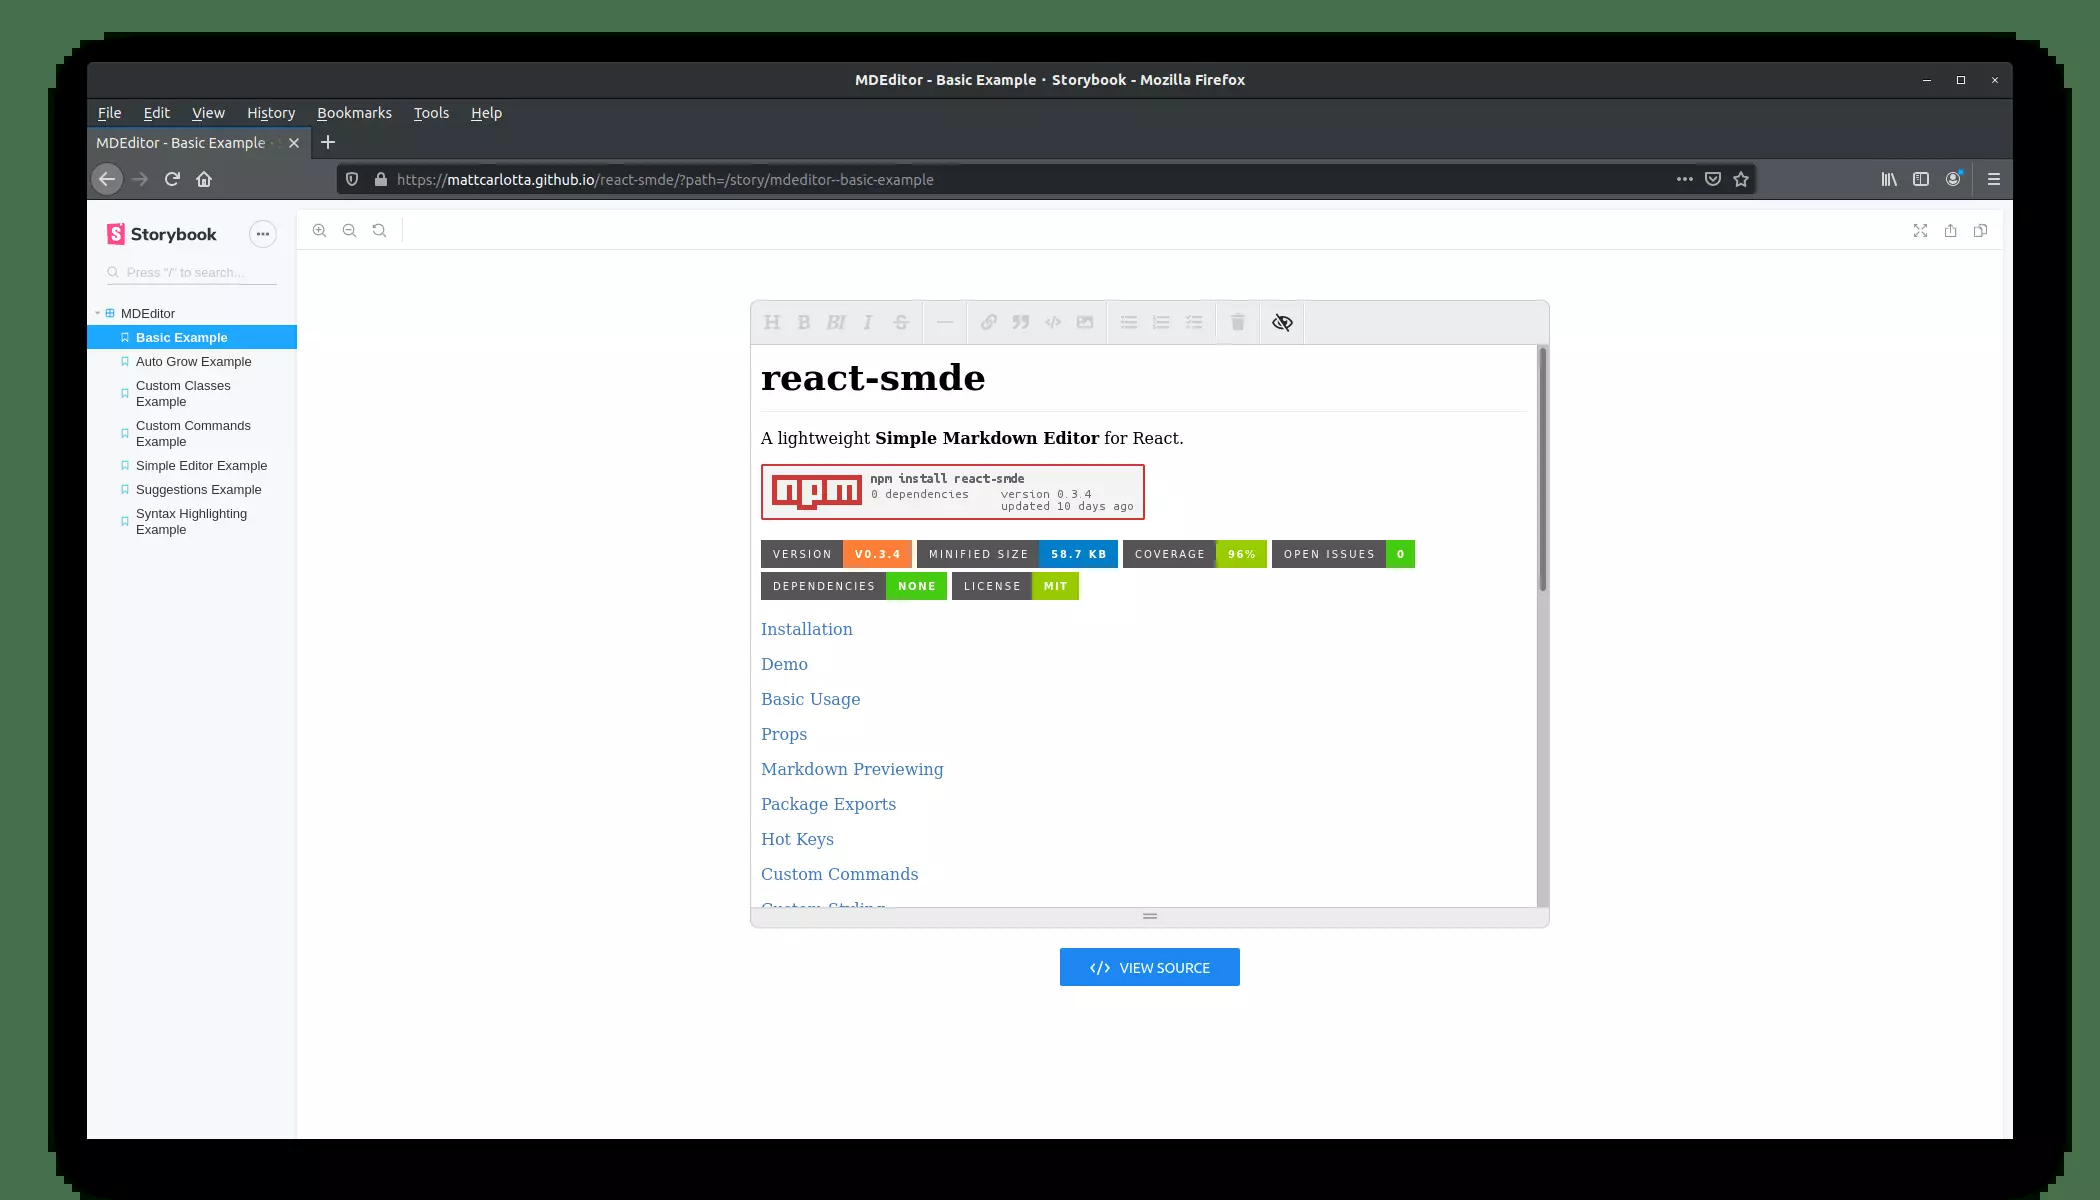 MDEditor - Basic Example · Storybook - Mozilla Firefox
File Edit View History Bookmarks Tools Help
MDEditor - Basic Example ·
https://mattcarlotta.github.io/react-smde/?path=/story/mdeditor--basic-example
Storybook
Press "/" to search...
MDEditor
Basic Example
Auto Grow Example
Custom Classes
Example
Custom Commands
Example
Simple Editor Example
Suggestions Example
Syntax Highlighting
Example
H B BI I S
react-smde
A lightweight Simple Markdown Editor for React.
npm
npm install react-smde
0 dependencies version 0.3.4
updated 10 days ago
VERSION V0.3.4 MINIFIED SIZE 58.7 KB COVERAGE 96% OPEN ISSUES 0
DEPENDENCIES NONE LICENSE MIT
Installation
Demo
Basic Usage
Props
Markdown Previewing
Package Exports
Hot Keys
Custom Commands
Custom Styling
</> VIEW SOURCE